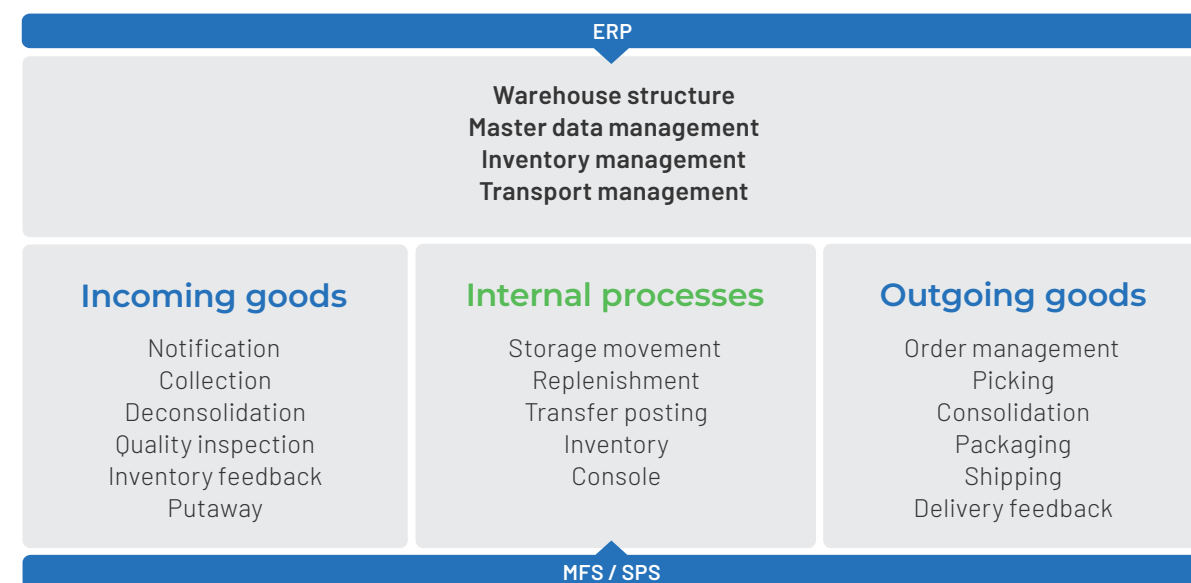 ERP
Warehouse structure
Master data management
Inventory management
Transport management
Incoming goods
Notification
Collection
Deconsolidation
Quality inspection
Inventory feedback
Putaway
Internal processes
Storage movement
Replenishment
Transfer posting
Inventory
Console
Outgoing goods
Order management
Picking
Consolidation
Packaging
Shipping
Delivery feedback
MFS / SPS